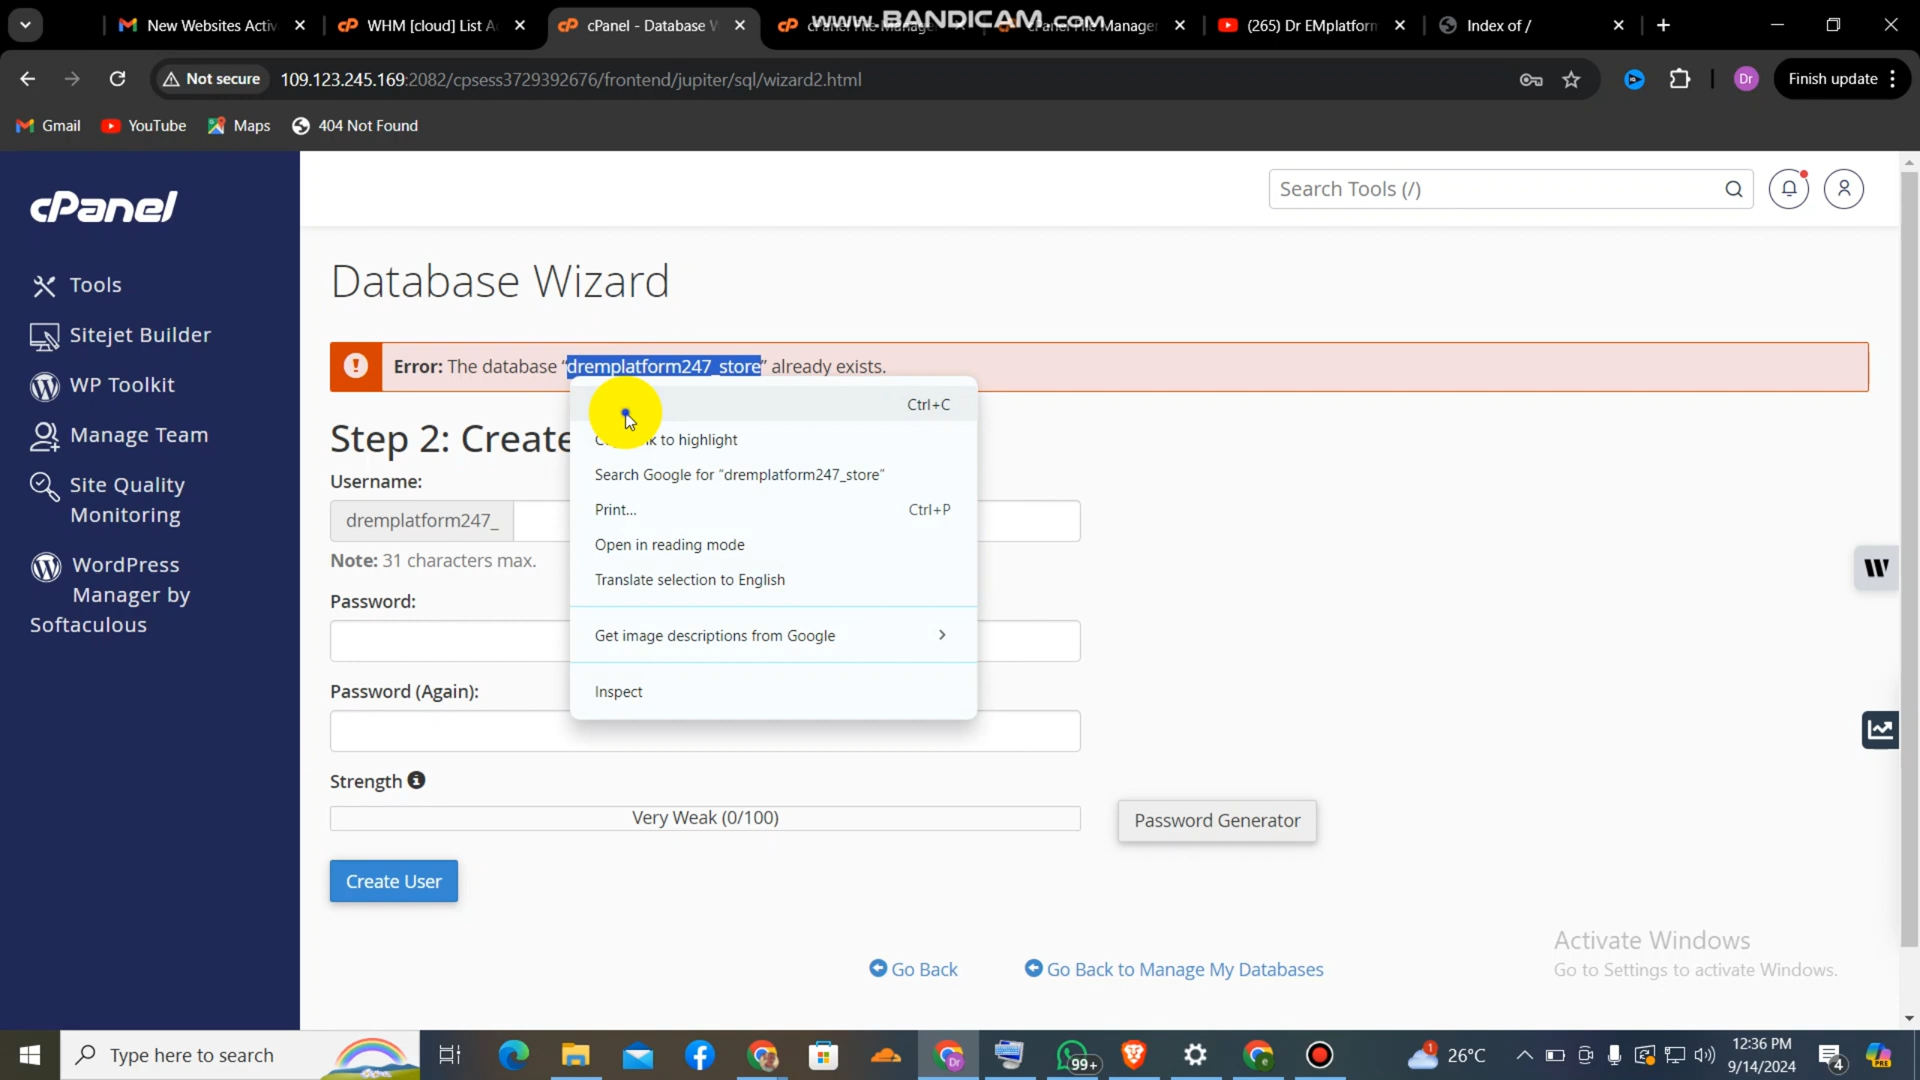 New Websites Activ
WHM [cloud] List A
cPanel - Database W
cPanel File Manage
cPanel File Manager
(265) Dr EMplatform
Index of /
www.BANDICAM.com
Not secure
109.123.245.169:2082/cpsess3729392676/frontend/jupiter/sql/wizard2.html
Dr
Finish update
Gmail
YouTube
Maps
404 Not Found
cPanel
Search Tools (/)
Tools
Sitejet Builder
WP Toolkit
Manage Team
Site Quality
Monitoring
WordPress
Manager by
Softaculous
Database Wizard
Error: The database “dremplatform247_store” already exists.
Step 2: Create
Username:
dremplatform247_
Note: 31 characters max.
Password:
Password (Again):
Strength
Very Weak (0/100)
Password Generator
Create User
Go Back
Go Back to Manage My Databases
Ctrl+C
to highlight
Search Google for “dremplatform247_store”
Print...
Ctrl+P
Open in reading mode
Translate selection to English
Get image descriptions from Google
Inspect
Activate Windows
Go to Settings to activate Windows.
Type here to search
99+
26°C
12:36 PM
9/14/2024
4
PRE